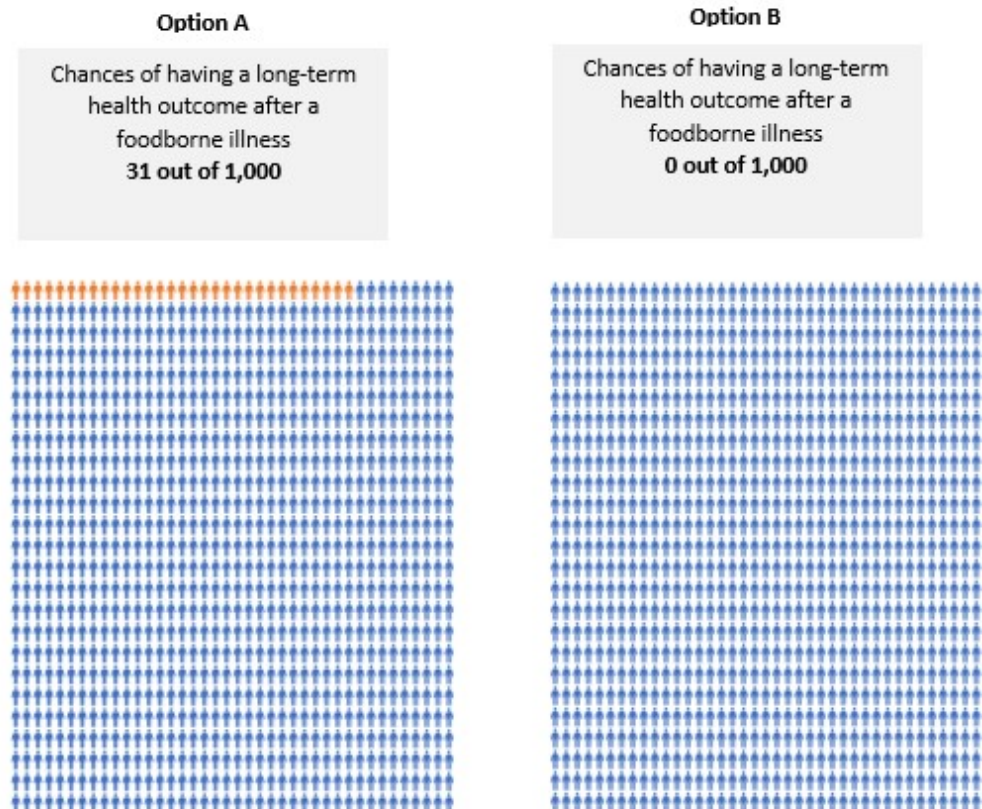 Option A
Chances of having a long-term
health outcome after a
foodborne illness
31 out of 1,000
Option B
Chances of having a long-term
health outcome after a
foodborne illness
0 out of 1,000